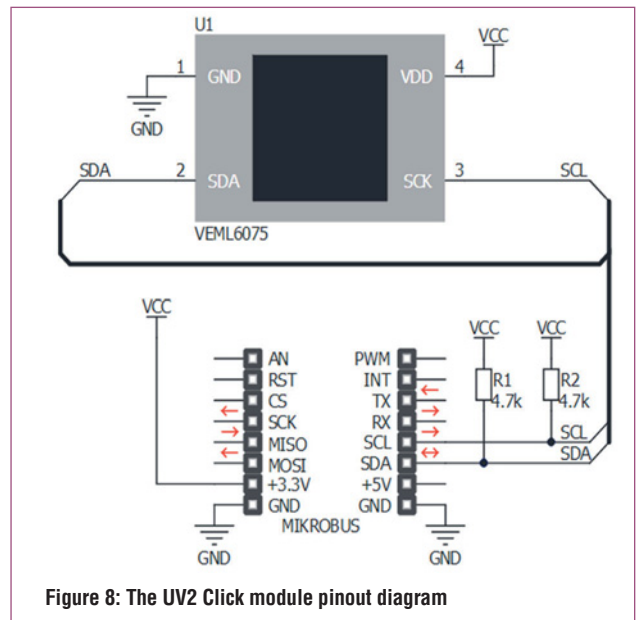 U1
VCC
1 GND VDD 4
GND
SDA 2 SDA SCK 3 SCL
VEML6075
VCC VCC VCC
AN PWM
RST INT R1 R2
CS TX 4.7k 4.7k
SCK RX
MISO SCL SCL
MOSI SDA SDA
+3.3V +5V
GND GND
MIKROBUS
GND GND
Figure 8: The UV2 Click module pinout diagram